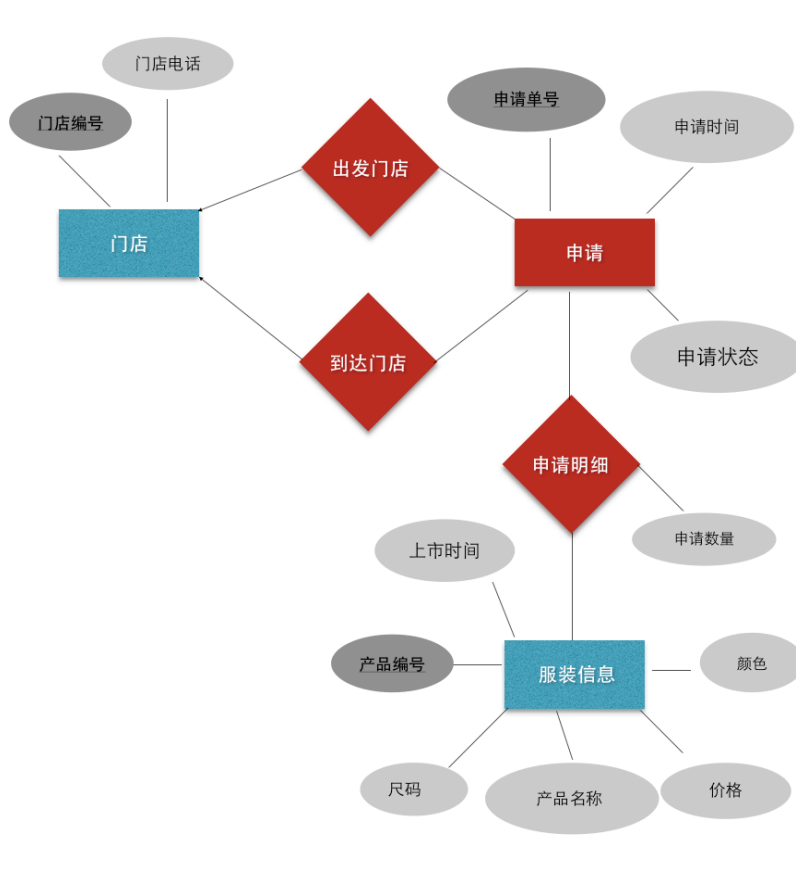 门店电话
门店编号
申请单号
申请时间
出发门店
门店
申请
到达门店
申请状态
申请明细
申请数量
上市时间
产品编号
服装信息
颜色
尺码
产品名称
价格